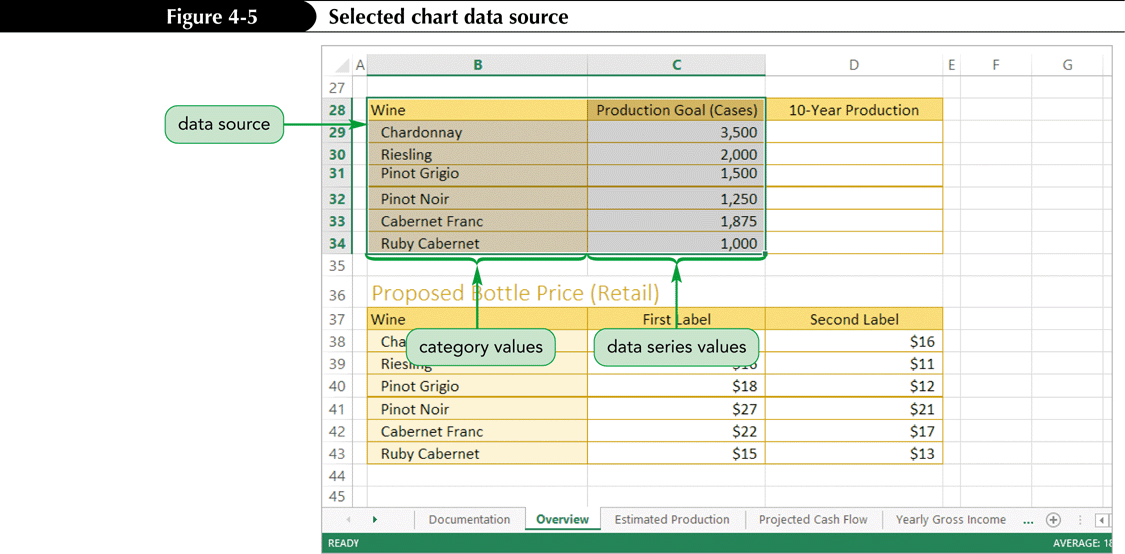 Figure 4-5 Selected chart data source
A B C D E F G
27
28 Wine Production Goal (Cases) 10-Year Production
data source
29 Chardonnay 3,500
30 Riesling 2,000
31 Pinot Grigio 1,500
32 Pinot Noir 1,250
33 Cabernet Franc 1,875
34 Ruby Cabernet 1,000
35
36 Proposed Bottle Price (Retail)
37 Wine First Label Second Label
38 Cha $16
category values data series values
39 Riesling $11
40 Pinot Grigio $18 $12
41 Pinot Noir $27 $21
42 Cabernet Franc $22 $17
43 Ruby Cabernet $15 $13
44
45
Documentation Overview Estimated Production Projected Cash Flow Yearly Gross Income ...
READY AVERAGE: 18